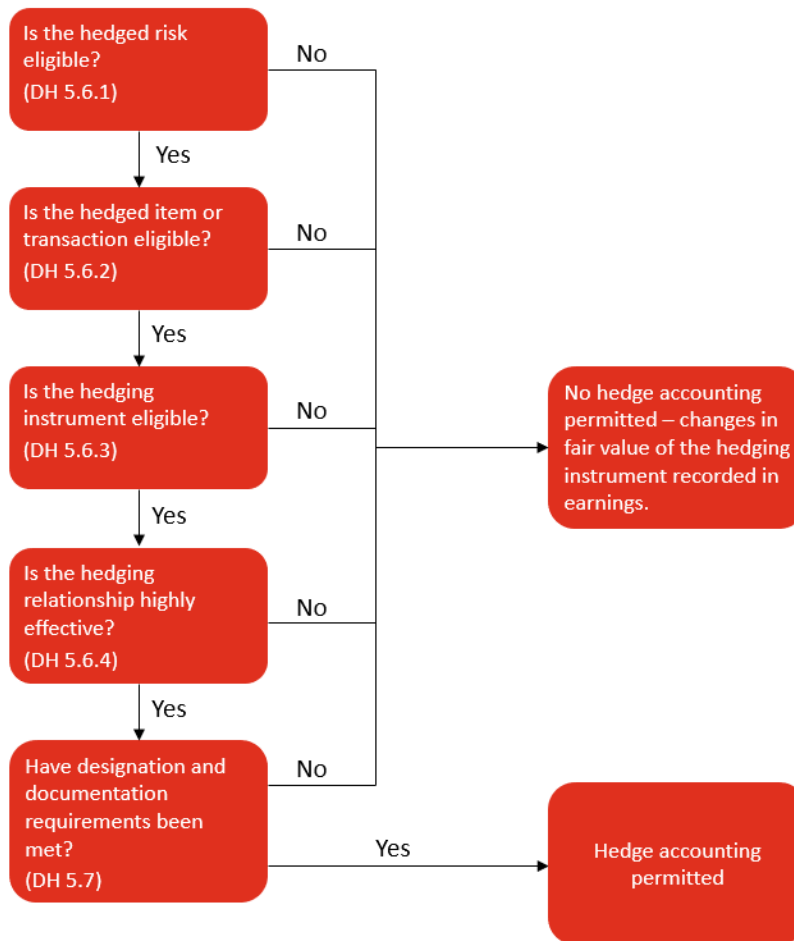 Is the hedged risk
eligible?
(DH 5.6.1)
No
Yes
Is the hedged item or
transaction eligible?
(DH 5.6.2)
No
Yes
Is the hedging
instrument eligible?
(DH 5.6.3)
No
No hedge accounting
permitted – changes in
fair value of the hedging
instrument recorded in
earnings.
Yes
Is the hedging
relationship highly
effective?
(DH 5.6.4)
No
Yes
Have designation and
documentation
requirements been
met?
(DH 5.7)
No
Yes
Hedge accounting
permitted